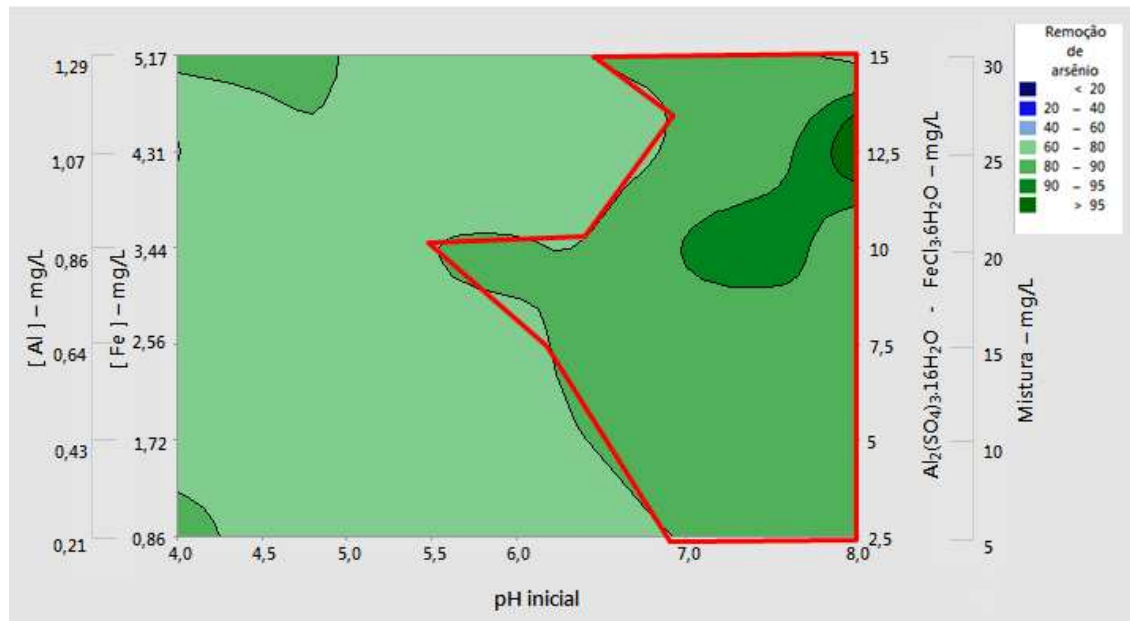 Remoção
de
arsênio
< 20
20 – 40
40 – 60
60 – 80
80 – 90
90 – 95
> 95
[ Al ] – mg/L
1,29
1,07
0,86
0,64
0,43
0,21
[ Fe ] – mg/L
5,17
4,31
3,44
2,56
1,72
0,86
4,0 4,5 5,0 5,5 6,0 7,0 8,0
pH inicial
15
12,5
10
7,5
5
2,5
Al₂(SO₄)₃.16H₂O - FeCl₃.6H₂O – mg/L
30
25
20
15
10
5
Mistura – mg/L